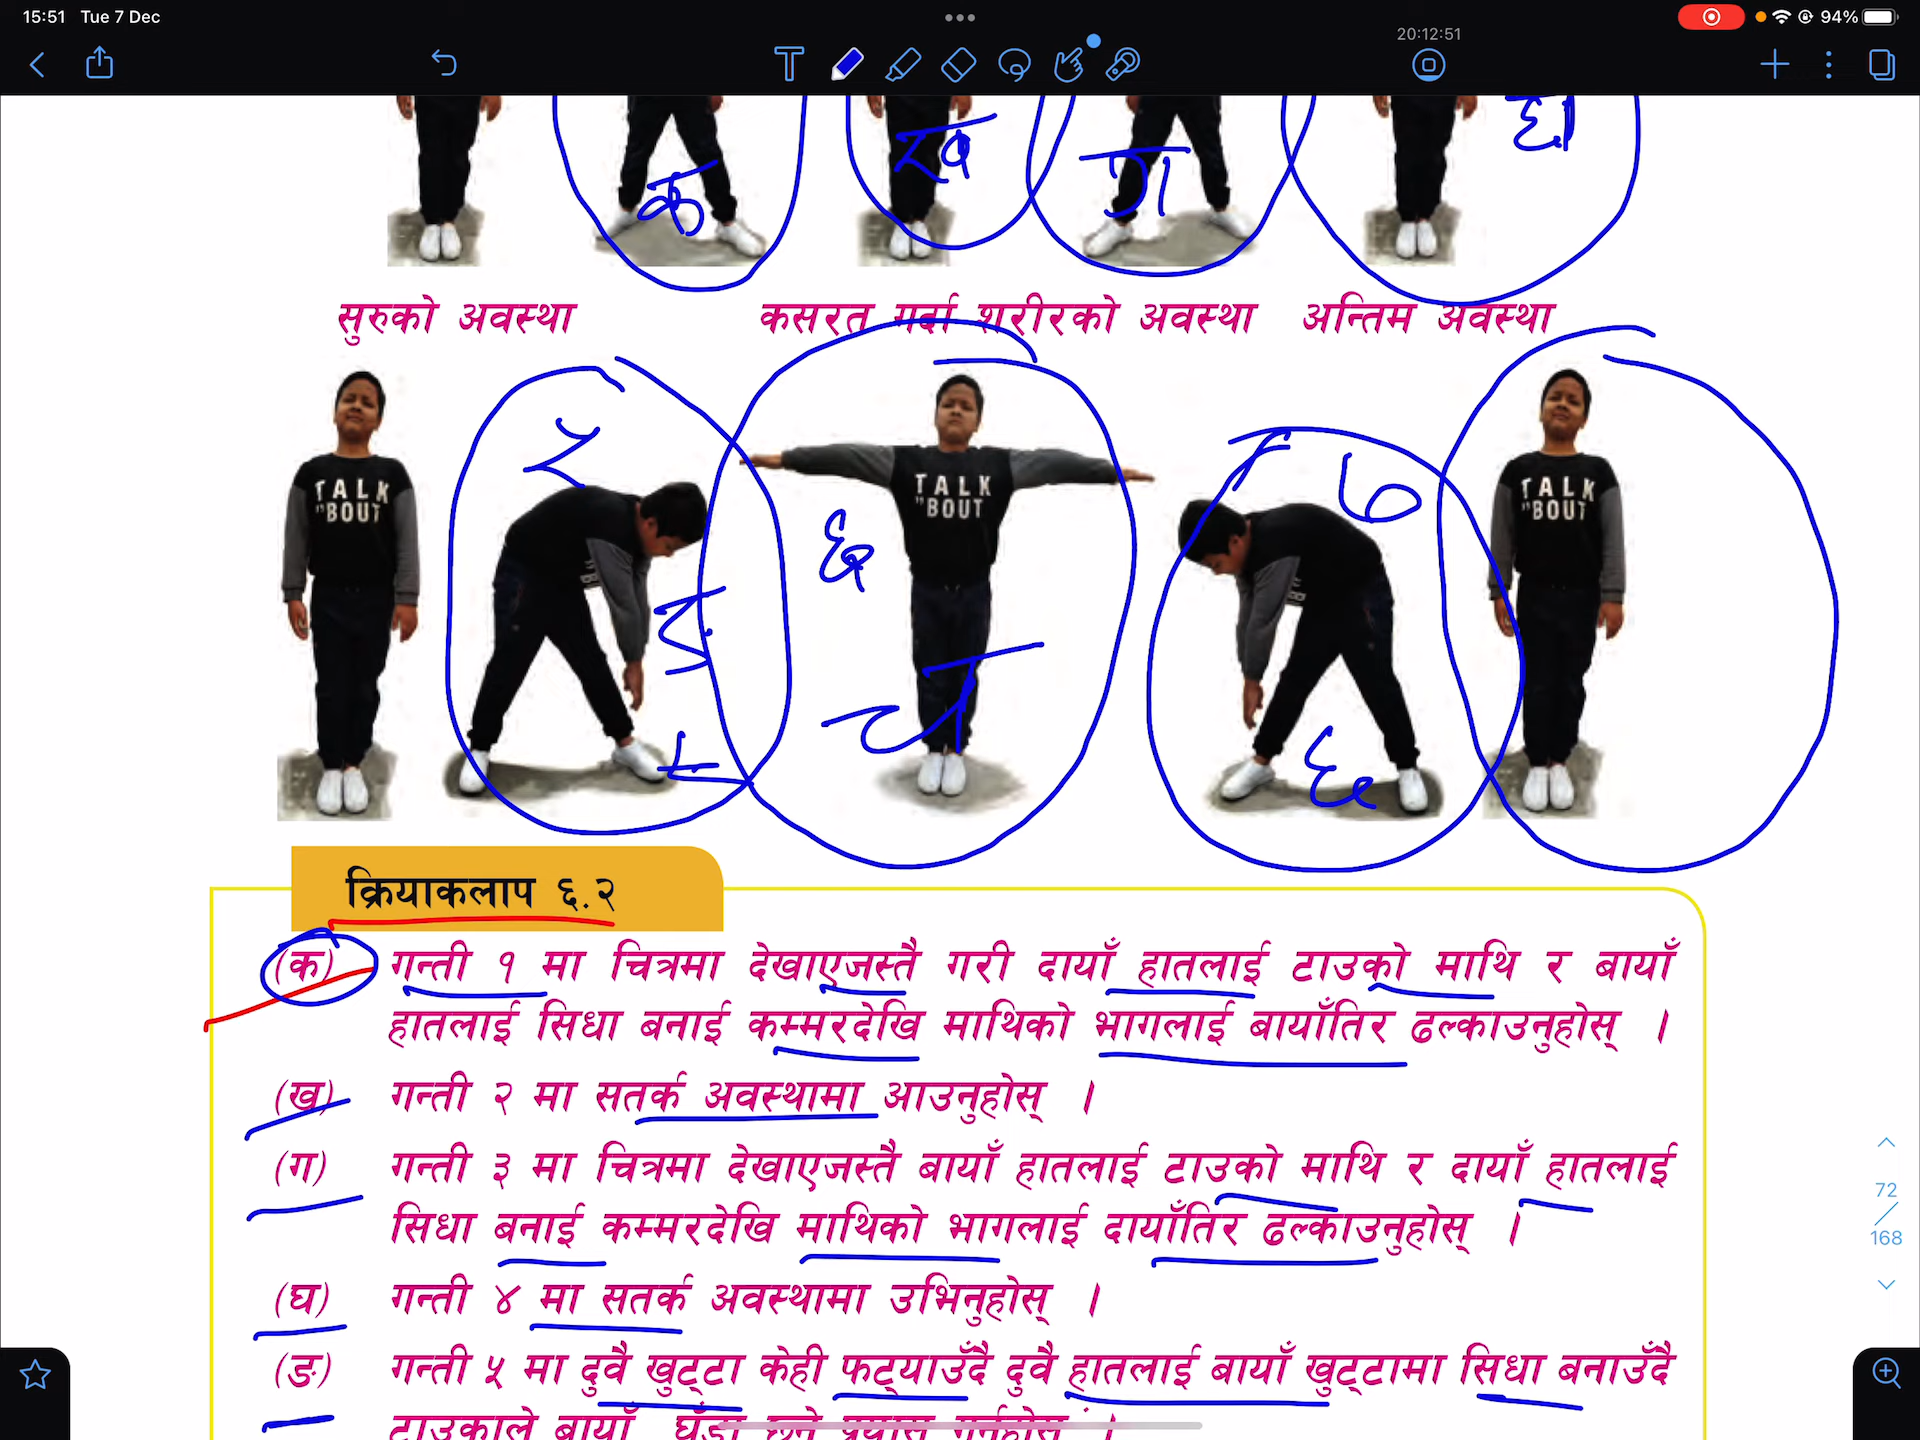 15:51 Tue 7 Dec
94%
20:12:51
क ख ग
सुरुको अवस्था कसरत गर्दा शरीरको अवस्था अन्तिम अवस्था
TALK
"BOUT
TALK
"BOUT
TALK
"BOUT
क्रियाकलाप ६.२
(क) गन्ती १ मा चित्रमा देखाएजस्तै गरी दायाँ हातलाई टाउको माथि र बायाँ
हातलाई सिधा बनाई कम्मरदेखि माथिको भागलाई बायाँतिर ढल्काउनुहोस् ।
(ख) गन्ती २ मा सतर्क अवस्थामा आउनुहोस् ।
(ग) गन्ती ३ मा चित्रमा देखाएजस्तै बायाँ हातलाई टाउको माथि र दायाँ हातलाई
सिधा बनाई कम्मरदेखि माथिको भागलाई दायाँतिर ढल्काउनुहोस् ।
(घ) गन्ती ४ मा सतर्क अवस्थामा उभिनुहोस् ।
(ङ) गन्ती ५ मा दुवै खुट्टा केही फट्याउँदै दुवै हातलाई बायाँ खुट्टामा सिधा बनाउँदै
टाउकाले बायाँ घुँडा छुने प्रयास गर्नुहोस् ।
72
168